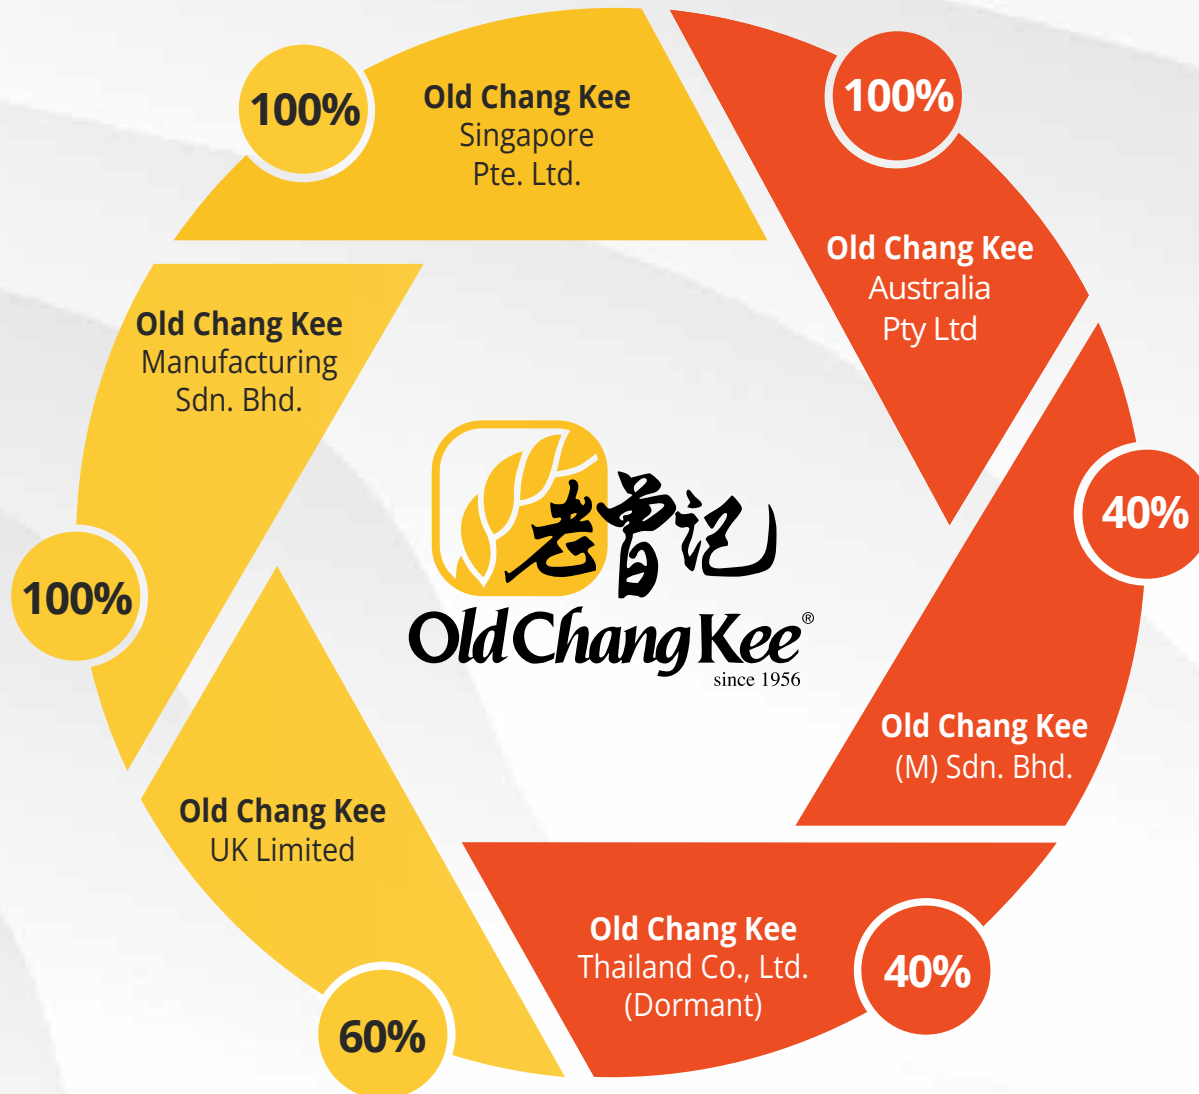 100%
Old Chang Kee
Singapore
Pte. Ltd.
100%
Old Chang Kee
Australia
Pty Ltd
Old Chang Kee
Manufacturing
Sdn. Bhd.
100%
40%
老曾记
Old Chang Kee®
since 1956
Old Chang Kee
(M) Sdn. Bhd.
Old Chang Kee
UK Limited
60%
Old Chang Kee
Thailand Co., Ltd.
(Dormant)
40%